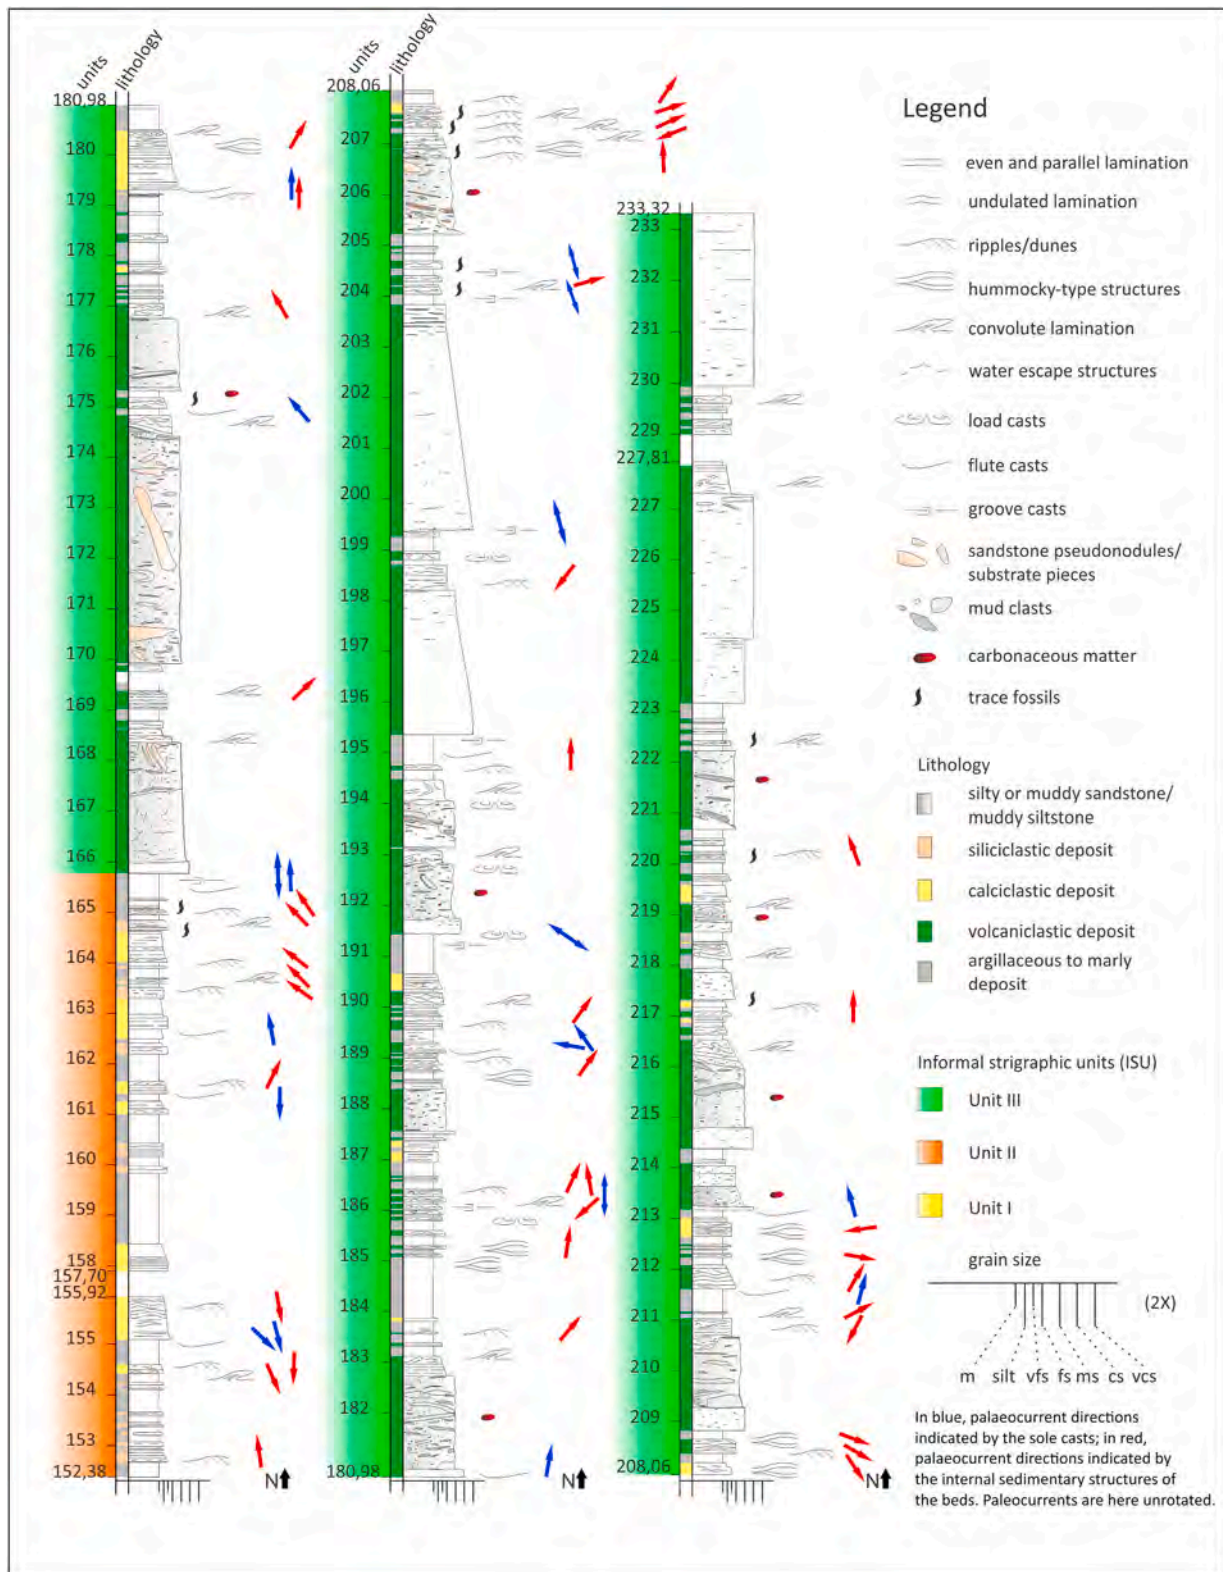 units
lithology
180,98
180
179
178
177
176
175
174
173
172
171
170
169
168
167
166
165
164
163
162
161
160
159
158
157,70
155,92
155
154
153
152,38
N
units
lithology
208,06
207
206
205
204
203
202
201
200
199
198
197
196
195
194
193
192
191
190
189
188
187
186
185
184
183
182
180,98
N
233,32
233
232
231
230
229
227,81
227
226
225
224
223
222
221
220
219
218
217
216
215
214
213
212
211
210
209
208,06
N
Legend
even and parallel lamination
undulated lamination
ripples/dunes
hummocky-type structures
convolute lamination
water escape structures
load casts
flute casts
groove casts
sandstone pseudonodules/
substrate pieces
mud clasts
carbonaceous matter
trace fossils
Lithology
silty or muddy sandstone/
muddy siltstone
siliciclastic deposit
calciclastic deposit
volcaniclastic deposit
argillaceous to marly
deposit
Informal strigraphic units (ISU)
Unit III
Unit II
Unit I
grain size
(2X)
m silt vfs fs ms cs vcs
In blue, palaeocurrent directions
indicated by the sole casts; in red,
palaeocurrent directions indicated by
the internal sedimentary structures of
the beds. Paleocurrents are here unrotated.